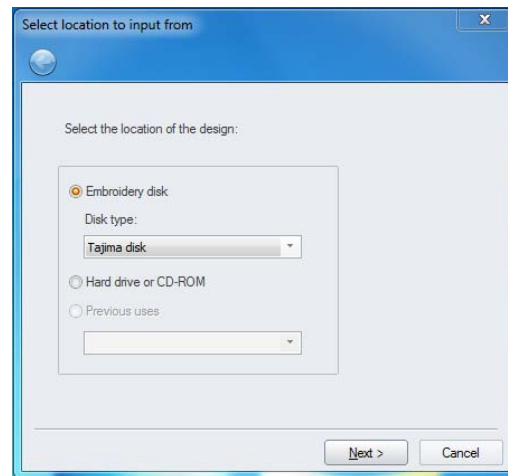 Select location to input from
Select the location of the design:
Embroidery disk
Disk type:
Tajima disk
Hard drive or CD-ROM
Previous uses
Next >
Cancel